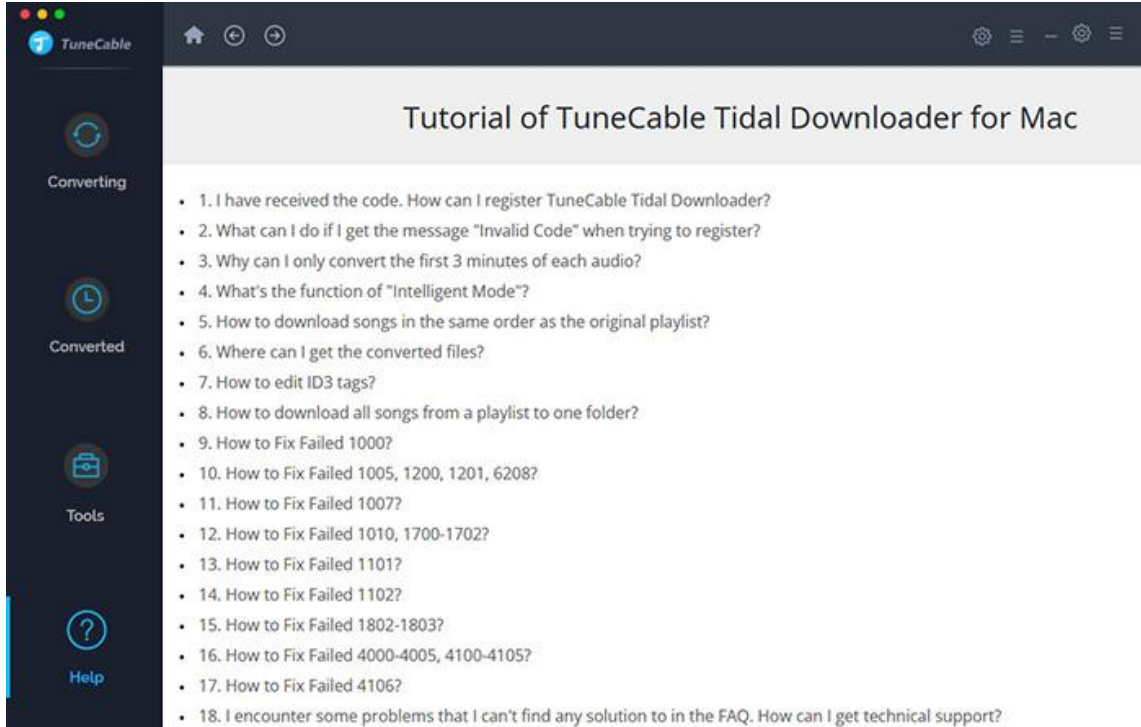 TuneCable
Tutorial of TuneCable Tidal Downloader for Mac
Converting
Converted
Tools
Help
• 1. I have received the code. How can I register TuneCable Tidal Downloader?
• 2. What can I do if I get the message "Invalid Code" when trying to register?
• 3. Why can I only convert the first 3 minutes of each audio?
• 4. What's the function of "Intelligent Mode"?
• 5. How to download songs in the same order as the original playlist?
• 6. Where can I get the converted files?
• 7. How to edit ID3 tags?
• 8. How to download all songs from a playlist to one folder?
• 9. How to Fix Failed 1000?
• 10. How to Fix Failed 1005, 1200, 1201, 6208?
• 11. How to Fix Failed 1007?
• 12. How to Fix Failed 1010, 1700-1702?
• 13. How to Fix Failed 1101?
• 14. How to Fix Failed 1102?
• 15. How to Fix Failed 1802-1803?
• 16. How to Fix Failed 4000-4005, 4100-4105?
• 17. How to Fix Failed 4106?
• 18. I encounter some problems that I can't find any solution to in the FAQ. How can I get technical support?